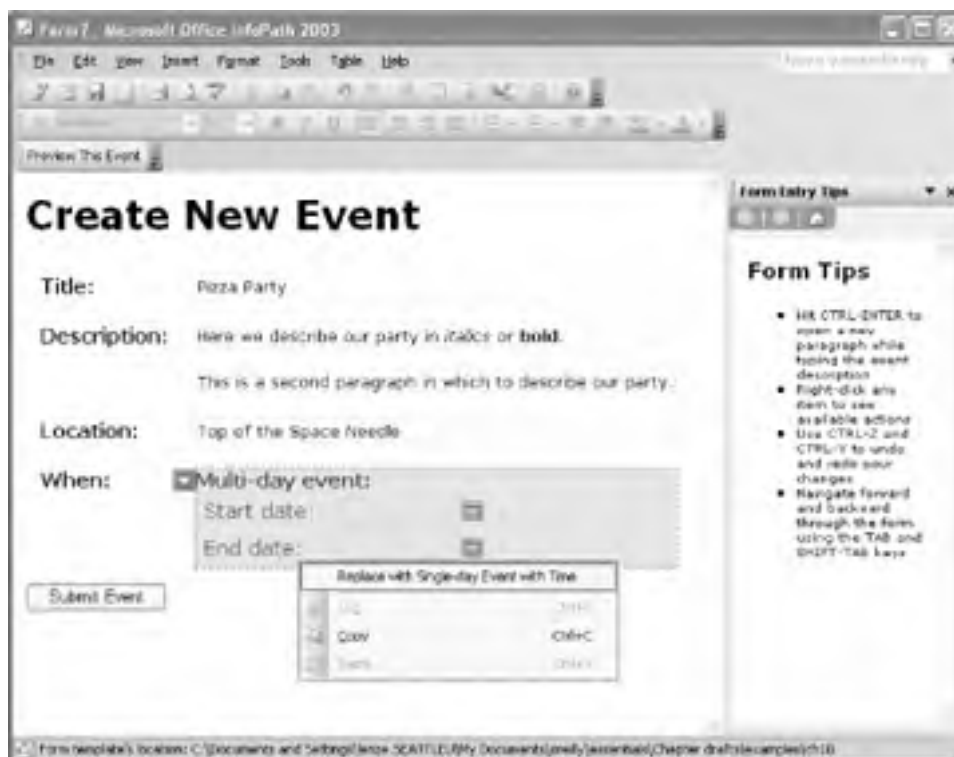 Form7 - Microsoft Office InfoPath 2003
File Edit View Insert Format Tools Table Help
Preview This Event
Form Entry Tips
Create New Event
Title: Pizza Party
Description: Here we describe our party in italics or bold.
This is a second paragraph in which to describe our party.
Location: Top of the Space Needle
When: Multi-day event:
Start date:
End date:
Replace with Single-day Event with Time
Copy Ctrl+C
Submit Event
Form Tips
Hit CTRL-ENTER to
open a new
paragraph while
typing the event
description
Right-click any
item to see
available actions
Use CTRL-Z and
CTRL-Y to undo
and redo your
changes
Navigate forward
and backward
through the form
using the TAB and
SHIFT-TAB keys
Form template's location: C:\Documents and Settings\